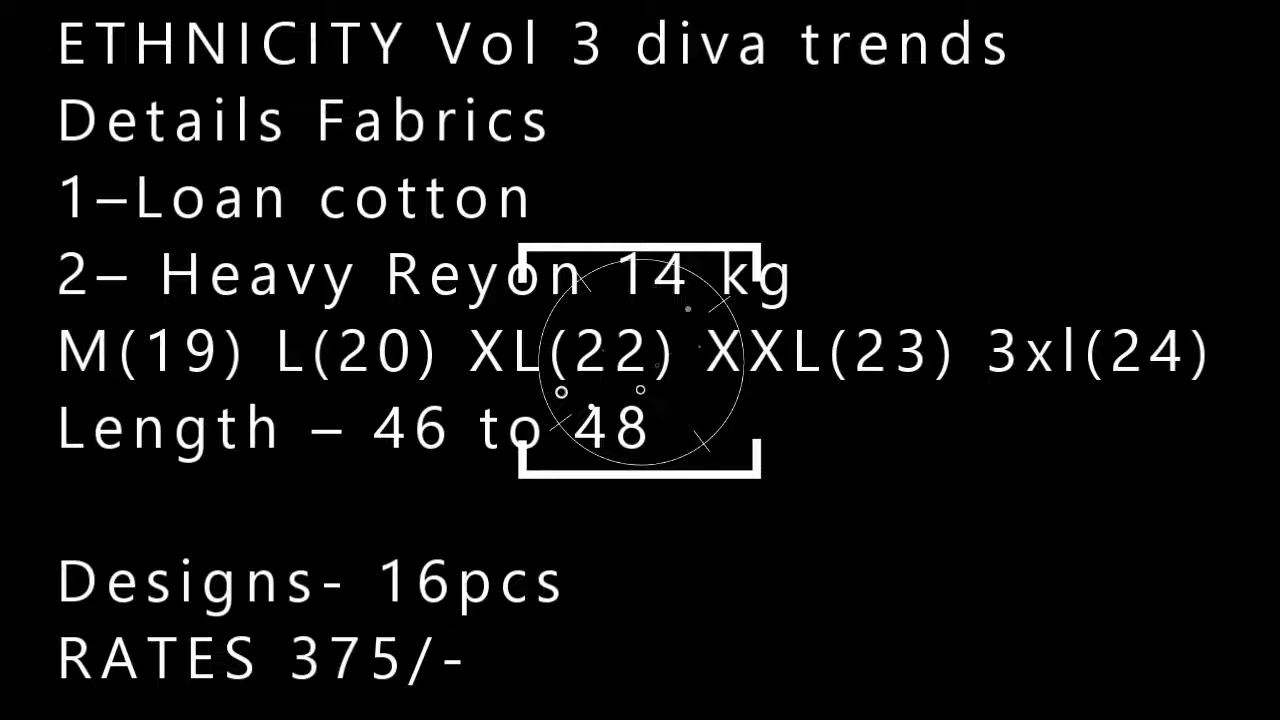 ETHNICITY Vol 3 diva trends
Details Fabrics
1–Loan cotton
2– Heavy Reyon 14 kg
M(19) L(20) XL(22) XXL(23) 3xl(24)
Length – 46 to 48
Designs- 16pcs
RATES 375/-